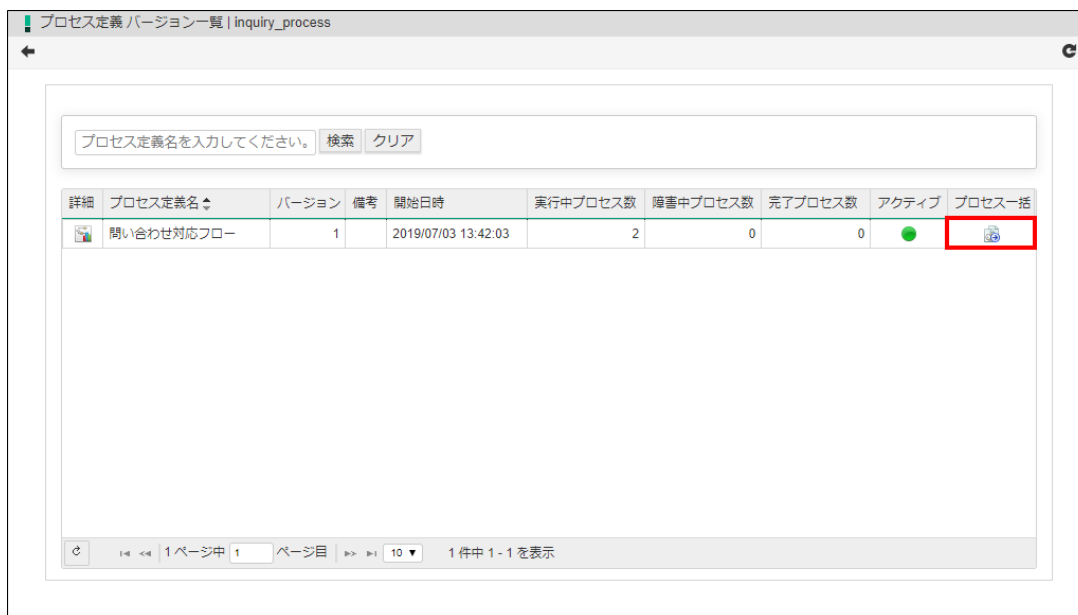 プロセス定義 バージョン一覧 | inquiry_process
プロセス定義名を入力してください。 検索 クリア
詳細 プロセス定義名 バージョン 備考 開始日時 実行中プロセス数 障害中プロセス数 完了プロセス数 アクティブ プロセス一括
問い合わせ対応フロー 1 2019/07/03 13:42:03 2 0 0
1 ページ中 1 ページ目 10 1 件中 1 - 1 を表示